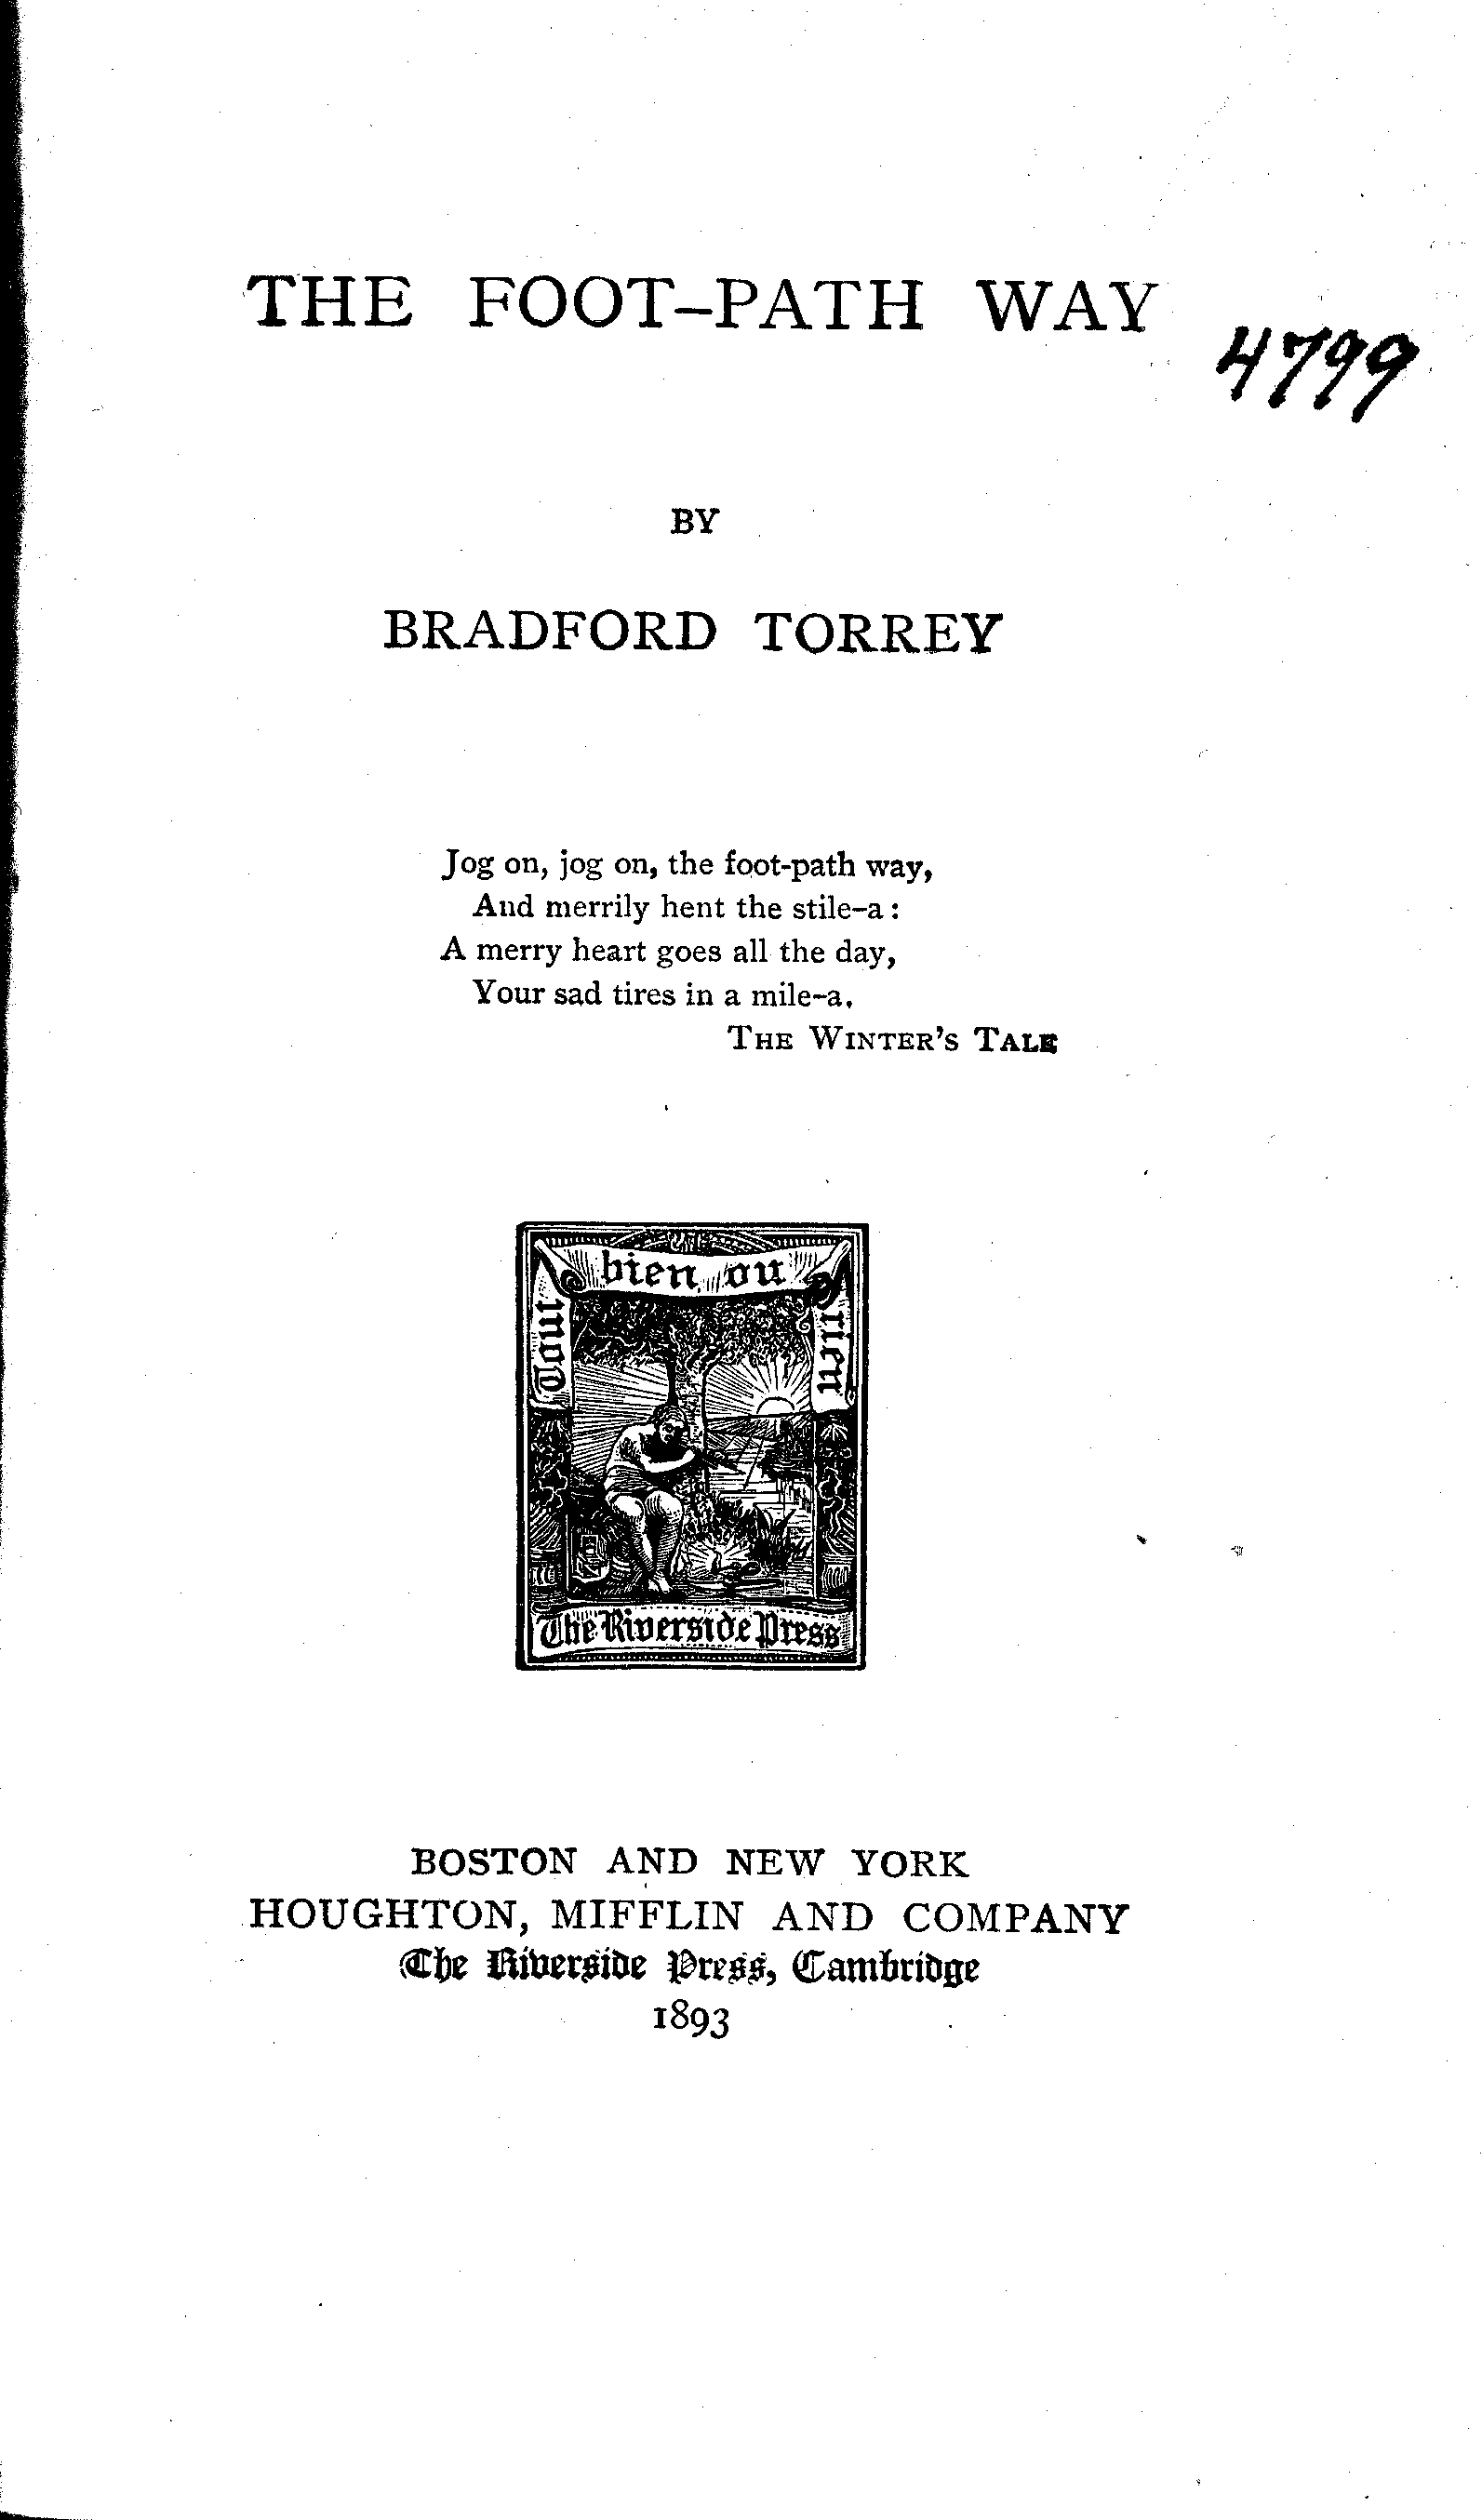 THE FOOT-PATH WAY
4799
BY
BRADFORD TORREY
Jog on, jog on, the foot-path way,
And merrily hent the stile-a:
A merry heart goes all the day,
Your sad tires in a mile-a.
THE WINTER'S TALE
Tout
bien ou
rien
The Riverside Press
BOSTON AND NEW YORK
HOUGHTON, MIFFLIN AND COMPANY
The Riverside Press, Cambridge
1893